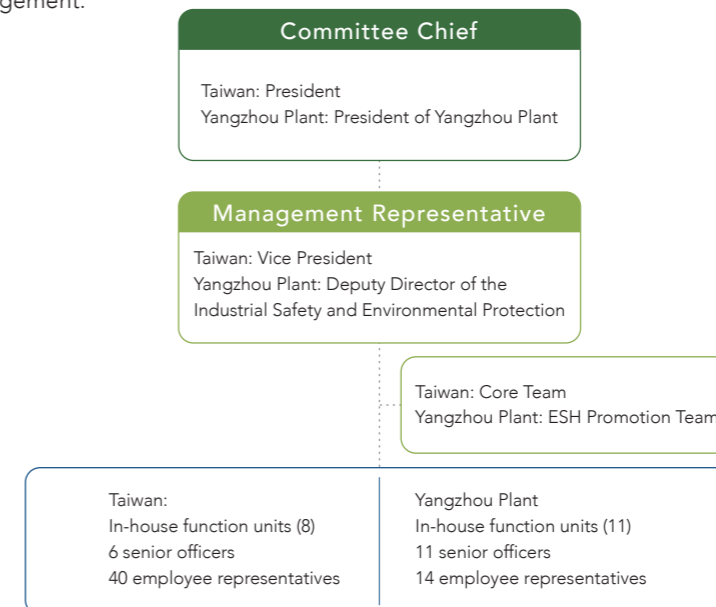 Committee Chief
Taiwan: President
Yangzhou Plant: President of Yangzhou Plant
Management Representative
Taiwan: Vice President
Yangzhou Plant: Deputy Director of the
Industrial Safety and Environmental Protection
Taiwan: Core Team
Yangzhou Plant: ESH Promotion Team
Taiwan:
In-house function units (8)
6 senior officers
40 employee representatives
Yangzhou Plant
In-house function units (11)
11 senior officers
14 employee representatives